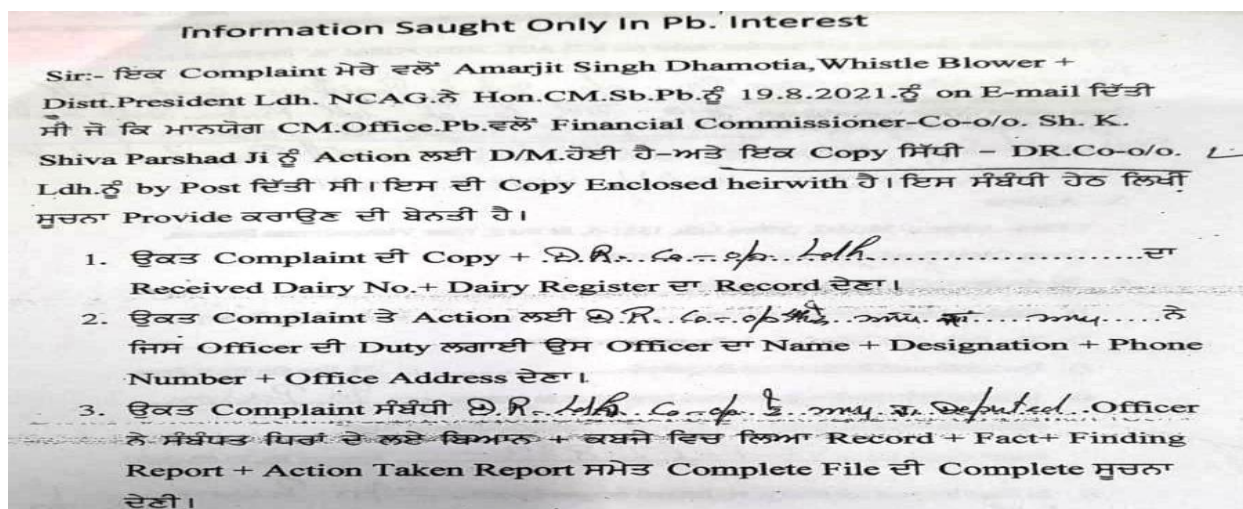 Information Saught Only In Pb. Interest
Sir:- ਇਕ Complaint ਮੇਰੇ ਵਲੋਂ Amarjit Singh Dhamotia,Whistle Blower +
Distt.President Ldh. NCAG.ਨੇ Hon.CM.Sb.Pb.ਨੂੰ 19.8.2021.ਨੂੰ on E-mail ਦਿੱਤੀ
ਸੀ ਜੋ ਕਿ ਮਾਨਯੋਗ CM.Office.Pb.ਵਲੋਂ Financial Commissioner-Co-o/o. Sh. K.
Shiva Parshad Ji ਨੂੰ Action ਲਈ D/M.ਹੋਈ ਹੈ-ਅਤੇ ਇਕ Copy ਸਿੱਧੀ - DR.Co-o/o.
Ldh.ਨੂੰ by Post ਦਿੱਤੀ ਸੀ। ਇਸ ਦੀ Copy Enclosed heirwith ਹੈ। ਇਸ ਸੰਬੰਧੀ ਹੇਠ ਲਿਖੀ
ਸੂਚਨਾ Provide ਕਰਾਉਣ ਦੀ ਬੇਨਤੀ ਹੈ।
1. ਉਕਤ Complaint ਦੀ Copy + D.R. Co-op Ldh. ਦਾ
Received Dairy No.+ Dairy Register ਦਾ Record ਦੇਣਾ।
2. ਉਕਤ Complaint ਤੇ Action ਲਈ D.R. Co-op ਨੇ
ਜਿਸ Officer ਦੀ Duty ਲਗਾਈ ਉਸ Officer ਦਾ Name + Designation + Phone
Number + Office Address ਦੇਣਾ।
3. ਉਕਤ Complaint ਸੰਬੰਧੀ D.R. Ldh. Co-op Deputed Officer
ਨੇ ਸੰਬੰਧਤ ਧਿਰਾਂ ਦੇ ਲਏ ਬਿਆਨ + ਕਬਜੇ ਵਿਚ ਲਿਆ Record + Fact+ Finding
Report + Action Taken Report ਸਮੇਤ Complete File ਦੀ Complete ਸੂਚਨਾ
ਦੇਣੀ।